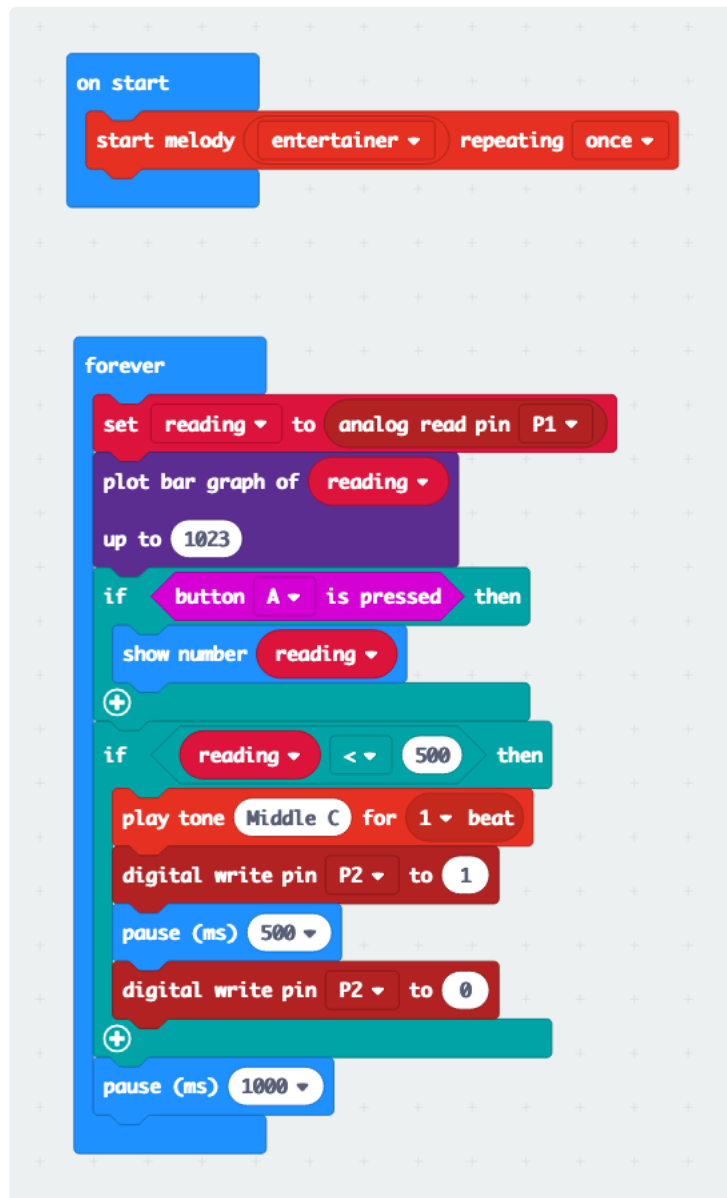 on start
start melody entertainer repeating once
forever
set reading to analog read pin P1
plot bar graph of reading
up to 1023
if button A is pressed then
show number reading
if reading < 500 then
play tone Middle C for 1 beat
digital write pin P2 to 1
pause (ms) 500
digital write pin P2 to 0
pause (ms) 1000